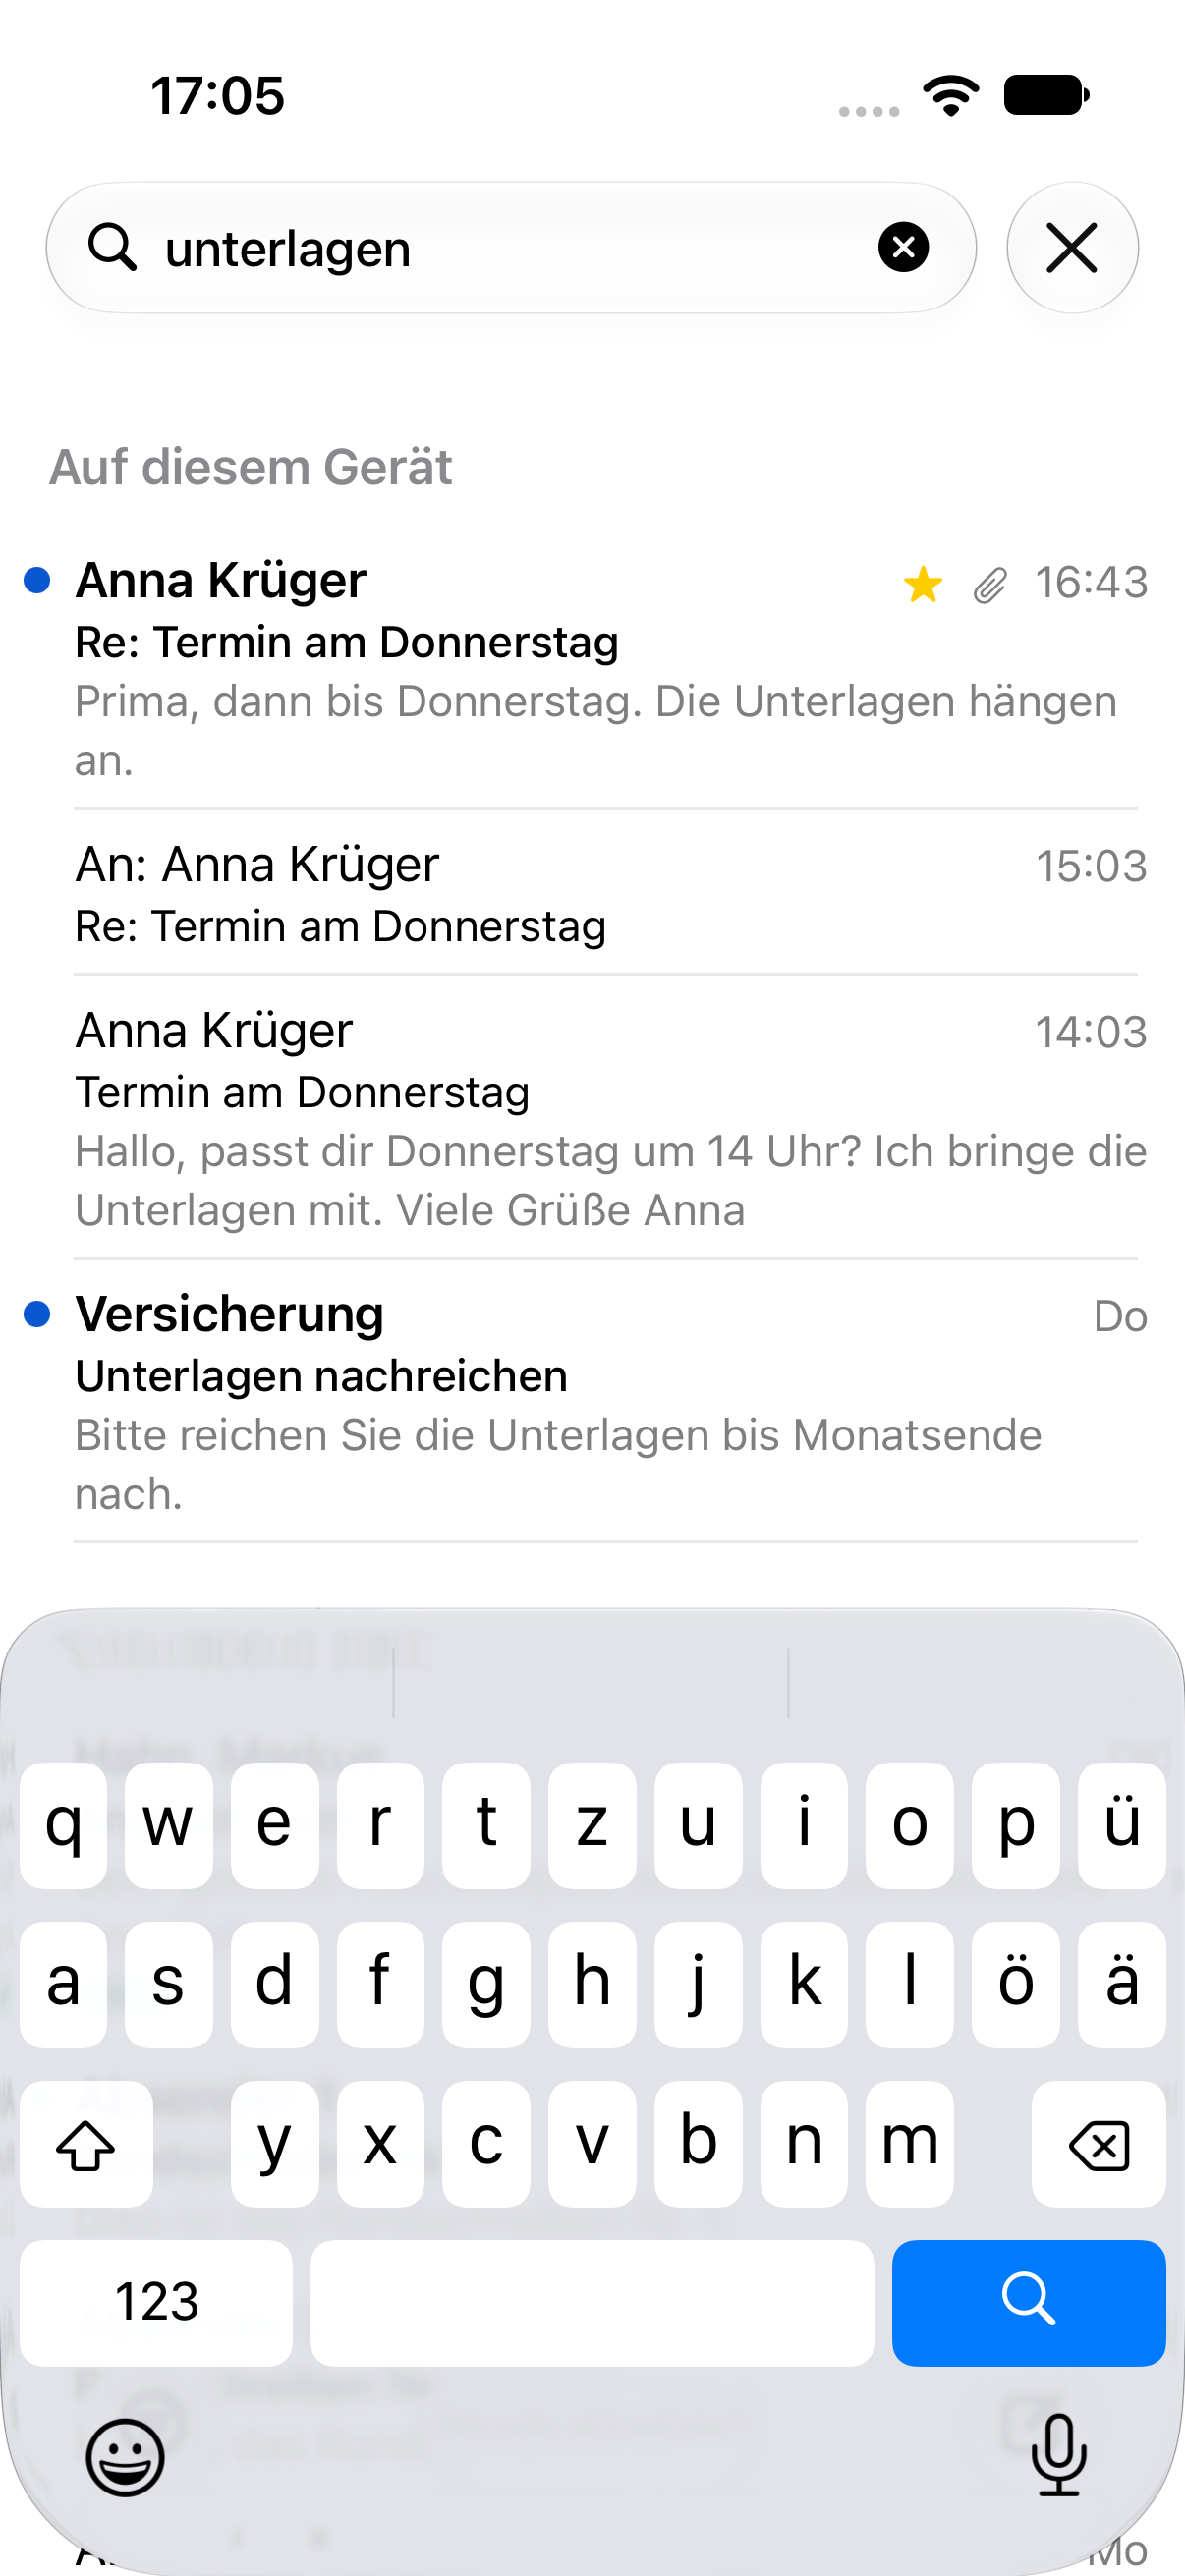 17:05
unterlagen
Auf diesem Gerät
Anna Krüger 16:43
Re: Termin am Donnerstag
Prima, dann bis Donnerstag. Die Unterlagen hängen
an.
An: Anna Krüger 15:03
Re: Termin am Donnerstag
Anna Krüger 14:03
Termin am Donnerstag
Hallo, passt dir Donnerstag um 14 Uhr? Ich bringe die
Unterlagen mit. Viele Grüße Anna
Versicherung Do
Unterlagen nachreichen
Bitte reichen Sie die Unterlagen bis Monatsende
nach.
q w e r t z u i o p ü
a s d f g h j k l ö ä
y x c v b n m
123
Mo